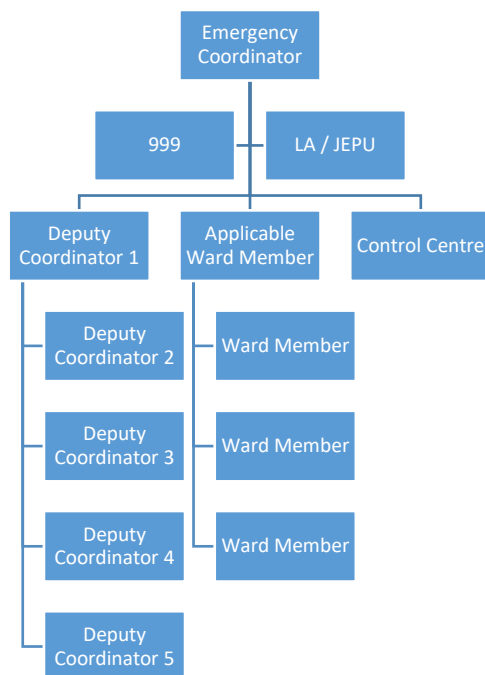 Emergency
Coordinator
999
LA / JEPU
Deputy
Coordinator 1
Applicable
Ward Member
Control Centre
Deputy
Coordinator 2
Ward Member
Deputy
Coordinator 3
Ward Member
Deputy
Coordinator 4
Ward Member
Deputy
Coordinator 5